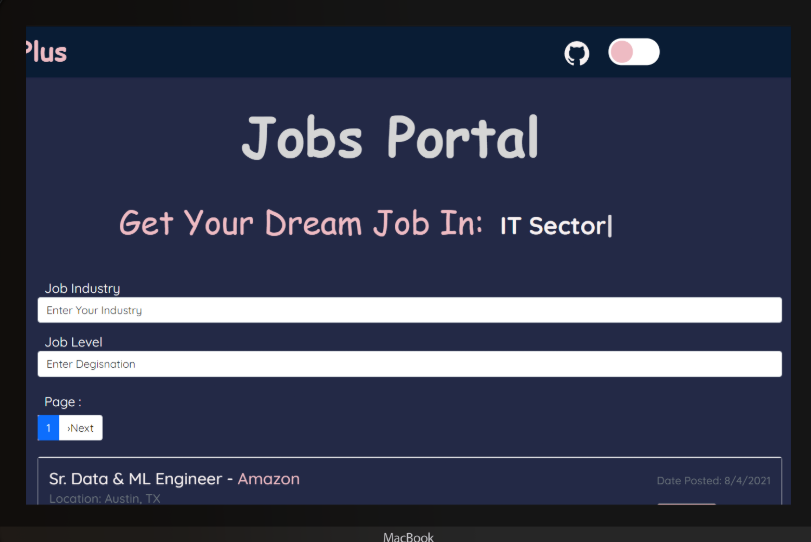 Plus
Jobs Portal
Get Your Dream Job In: IT Sector|
Job Industry
Enter Your Industry
Job Level
Enter Degisnation
Page :
1 ›Next
Sr. Data & ML Engineer - Amazon
Date Posted: 8/4/2021
Location: Austin, TX
MacBook